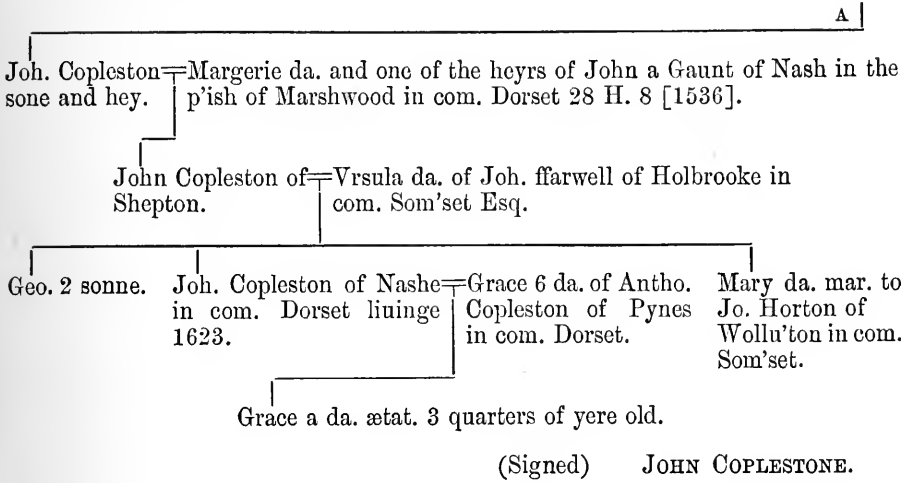 A
Joh. Copleston=Margerie da. and one of the heyrs of John a Gaunt of Nash in the
sone and hey. p'ish of Marshwood in com. Dorset 28 H. 8 [1536].
John Copleston of=Vrsula da. of Joh. ffarwell of Holbrooke in
Shepton. com. Som'set Esq.
Geo. 2 sonne.
Joh. Copleston of Nashe=Grace 6 da. of Antho.
in com. Dorset liuinge Copleston of Pynes
1623. in com. Dorset.
Mary da. mar. to
Jo. Horton of
Wollu'ton in com.
Som'set.
Grace a da. ætat. 3 quarters of yere old.
(Signed) JOHN COPLESTONE.